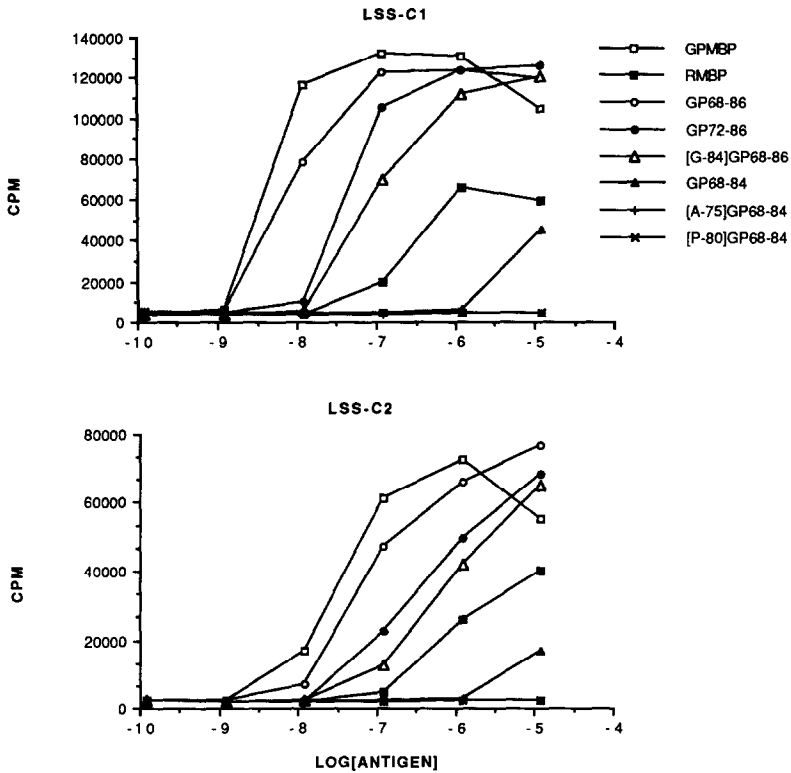 LSS-C1
140000
120000
100000
80000
60000
40000
20000
0
CPM
-10 -9 -8 -7 -6 -5 -4
GPMBP
RMBP
GP68-86
GP72-86
[G-84]GP68-86
GP68-84
[A-75]GP68-84
[P-80]GP68-84
LSS-C2
80000
60000
40000
20000
0
CPM
-10 -9 -8 -7 -6 -5 -4
LOG[ANTIGEN]